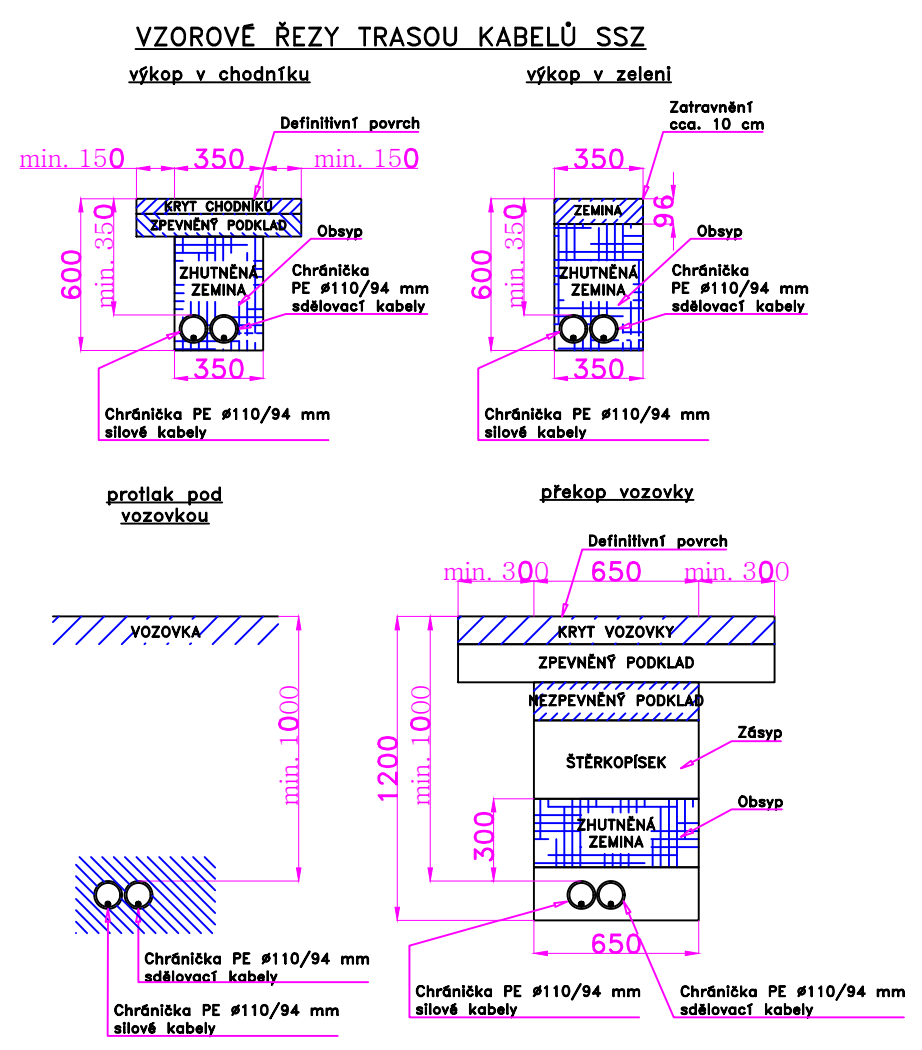 VZOROVÉ ŘEZY TRASOU KABELŮ SSZ
výkop v chodníku
Definitivní povrch
min. 150
350
min. 150
KRYT CHODNÍKU
ZPEVNĚNÝ PODKLAD
600
min. 350
Obsyp
ZHUTNĚNÁ
ZEMINA
Chránička
PE ø110/94 mm
sdělovací kabely
350
Chránička PE ø110/94 mm
silové kabely
výkop v zeleni
Zatravnění
cca. 10 cm
350
ZEMINA
96
600
min. 350
Obsyp
ZHUTNĚNÁ
ZEMINA
Chránička
PE ø110/94 mm
sdělovací kabely
350
Chránička PE ø110/94 mm
silové kabely
protlak pod
vozovkou
VOZOVKA
min. 1000
Chránička PE ø110/94 mm
sdělovací kabely
Chránička PE ø110/94 mm
silové kabely
překop vozovky
Definitivní povrch
min. 300
650
min. 300
KRYT VOZOVKY
ZPEVNĚNÝ PODKLAD
NEZPEVNĚNÝ PODKLAD
Zásyp
ŠTĚRKOPÍSEK
1200
min. 1000
Obsyp
300
ZHUTNĚNÁ
ZEMINA
650
Chránička PE ø110/94 mm
silové kabely
Chránička PE ø110/94 mm
sdělovací kabely